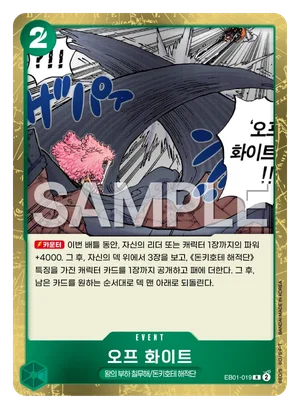 2
?!!
!!!
ゲパァ
'오프
화이트
!!
SAMPLE
카운터 이번 배틀 동안, 자신의 리더 또는 캐릭터 1장까지의 파워
+4000. 그 후, 자신의 덱 위에서 3장을 보고, 《돈키호테 해적단》
특징을 가진 캐릭터 카드를 1장까지 공개하고 패에 더한다. 그 후,
남은 카드를 원하는 순서대로 덱 맨 아래로 되돌린다.
EVENT
오프 화이트
왕의 부하 칠무해/돈키호테 해적단
EB01-019 R 2